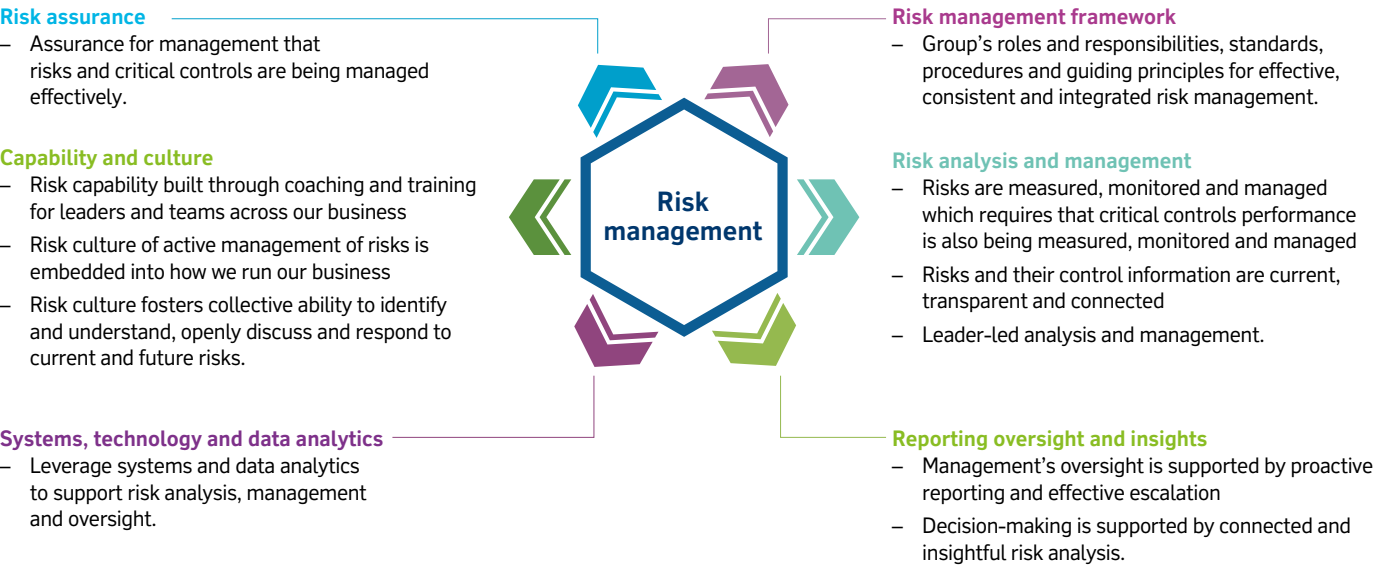 Risk assurance
– Assurance for management that
risks and critical controls are being managed
effectively.
Capability and culture
– Risk capability built through coaching and training
for leaders and teams across our business
– Risk culture of active management of risks is
embedded into how we run our business
– Risk culture fosters collective ability to identify
and understand, openly discuss and respond to
current and future risks.
Systems, technology and data analytics
– Leverage systems and data analytics
to support risk analysis, management
and oversight.
Risk
management
Risk management framework
– Group’s roles and responsibilities, standards,
procedures and guiding principles for effective,
consistent and integrated risk management.
Risk analysis and management
– Risks are measured, monitored and managed
which requires that critical controls performance
is also being measured, monitored and managed
– Risks and their control information are current,
transparent and connected
– Leader-led analysis and management.
Reporting oversight and insights
– Management’s oversight is supported by proactive
reporting and effective escalation
– Decision-making is supported by connected and
insightful risk analysis.